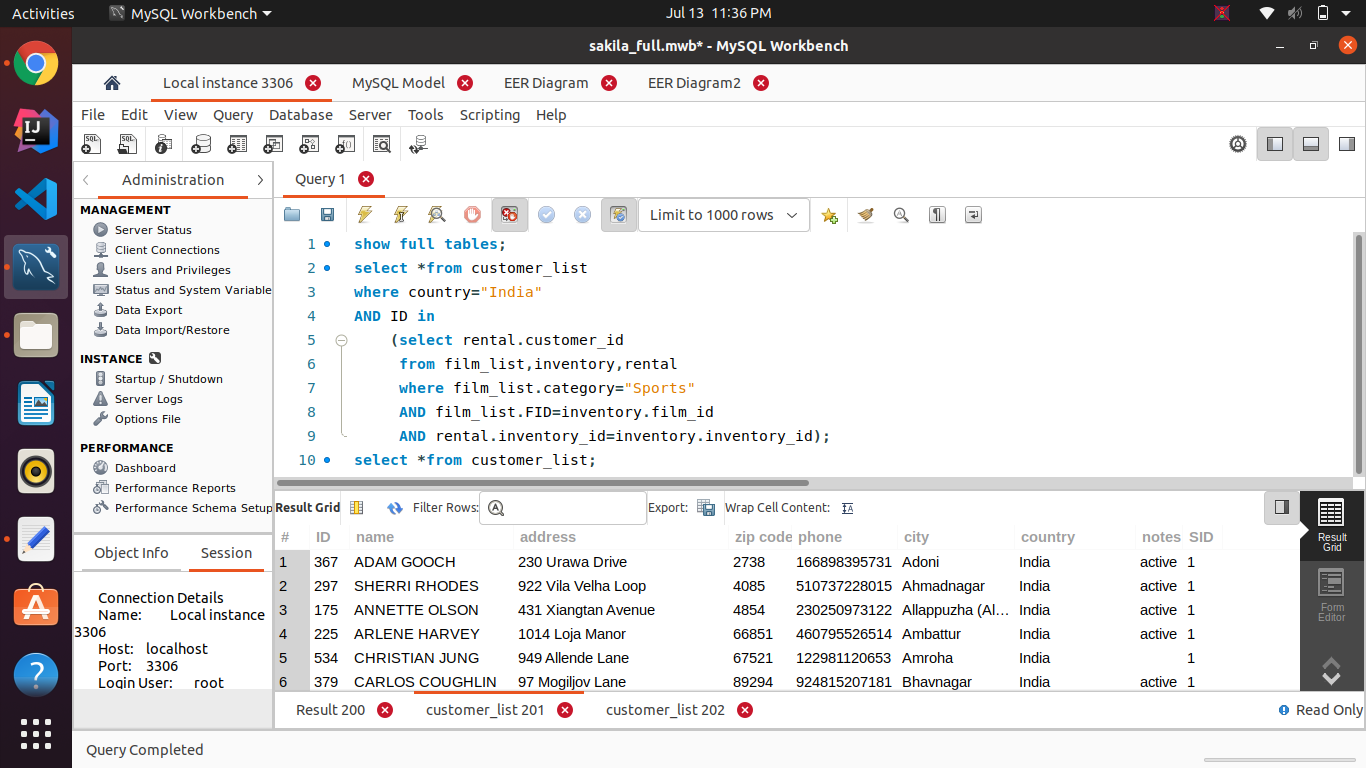 Activities MySQL Workbench Jul 13 11:36 PM
sakila_full.mwb* - MySQL Workbench
Local instance 3306 MySQL Model EER Diagram EER Diagram2
File Edit View Query Database Server Tools Scripting Help
Administration
MANAGEMENT
Server Status
Client Connections
Users and Privileges
Status and System Variable
Data Export
Data Import/Restore
INSTANCE
Startup / Shutdown
Server Logs
Options File
PERFORMANCE
Dashboard
Performance Reports
Performance Schema Setup
Object Info Session
Connection Details
Name: Local instance
3306
Host: localhost
Port: 3306
Login User: root
Query 1
Limit to 1000 rows
1 show full tables;
2 select *from customer_list
3 where country="India"
4 AND ID in
5 (select rental.customer_id
6 from film_list,inventory,rental
7 where film_list.category="Sports"
8 AND film_list.FID=inventory.film_id
9 AND rental.inventory_id=inventory.inventory_id);
10 select *from customer_list;
Result Grid Filter Rows: Export: Wrap Cell Content:
# ID name address zip code phone city country notes SID
1 367 ADAM GOOCH 230 Urawa Drive 2738 166898395731 Adoni India active 1
2 297 SHERRI RHODES 922 Vila Velha Loop 4085 510737228015 Ahmadnagar India active 1
3 175 ANNETTE OLSON 431 Xiangtan Avenue 4854 230250973122 Allappuzha (Al... India active 1
4 225 ARLENE HARVEY 1014 Loja Manor 66851 460795526514 Ambattur India active 1
5 534 CHRISTIAN JUNG 949 Allende Lane 67521 122981120653 Amroha India 1
6 379 CARLOS COUGHLIN 97 Mogiljov Lane 89294 924815207181 Bhavnagar India active 1
Result
Grid
Form
Editor
Result 200 customer_list 201 customer_list 202 Read Only
Query Completed